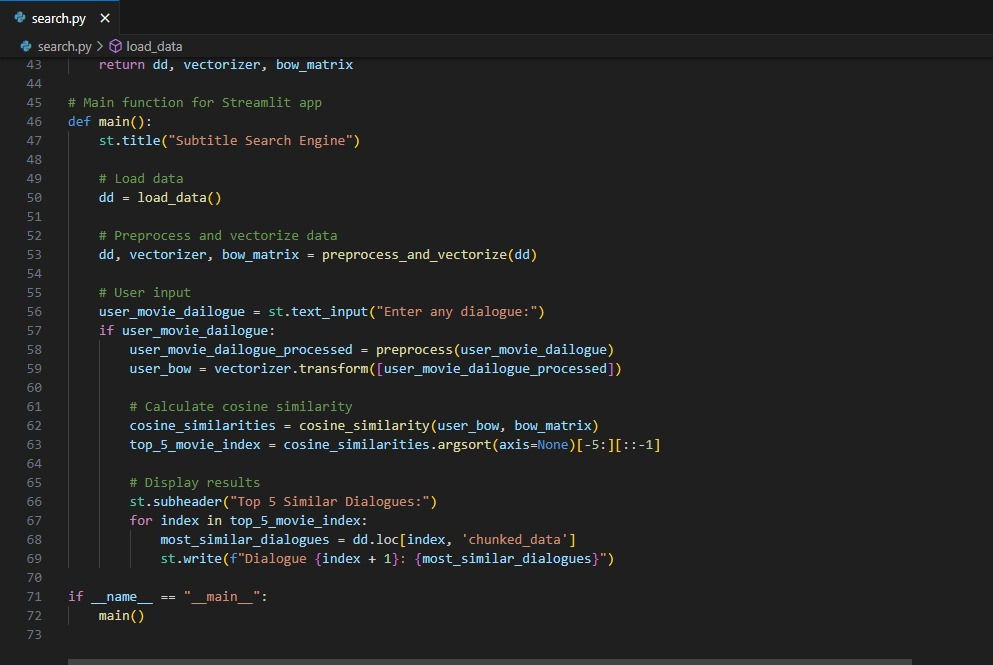 search.py ×
search.py > load_data
43 return dd, vectorizer, bow_matrix
44
45 # Main function for Streamlit app
46 def main():
47 st.title("Subtitle Search Engine")
48
49 # Load data
50 dd = load_data()
51
52 # Preprocess and vectorize data
53 dd, vectorizer, bow_matrix = preprocess_and_vectorize(dd)
54
55 # User input
56 user_movie_dailogue = st.text_input("Enter any dialogue:")
57 if user_movie_dailogue:
58 user_movie_dailogue_processed = preprocess(user_movie_dailogue)
59 user_bow = vectorizer.transform([user_movie_dailogue_processed])
60
61 # Calculate cosine similarity
62 cosine_similarities = cosine_similarity(user_bow, bow_matrix)
63 top_5_movie_index = cosine_similarities.argsort(axis=None)[-5:][::-1]
64
65 # Display results
66 st.subheader("Top 5 Similar Dialogues:")
67 for index in top_5_movie_index:
68 most_similar_dialogues = dd.loc[index, 'chunked_data']
69 st.write(f"Dialogue {index + 1}: {most_similar_dialogues}")
70
71 if __name__ == "__main__":
72 main()
73